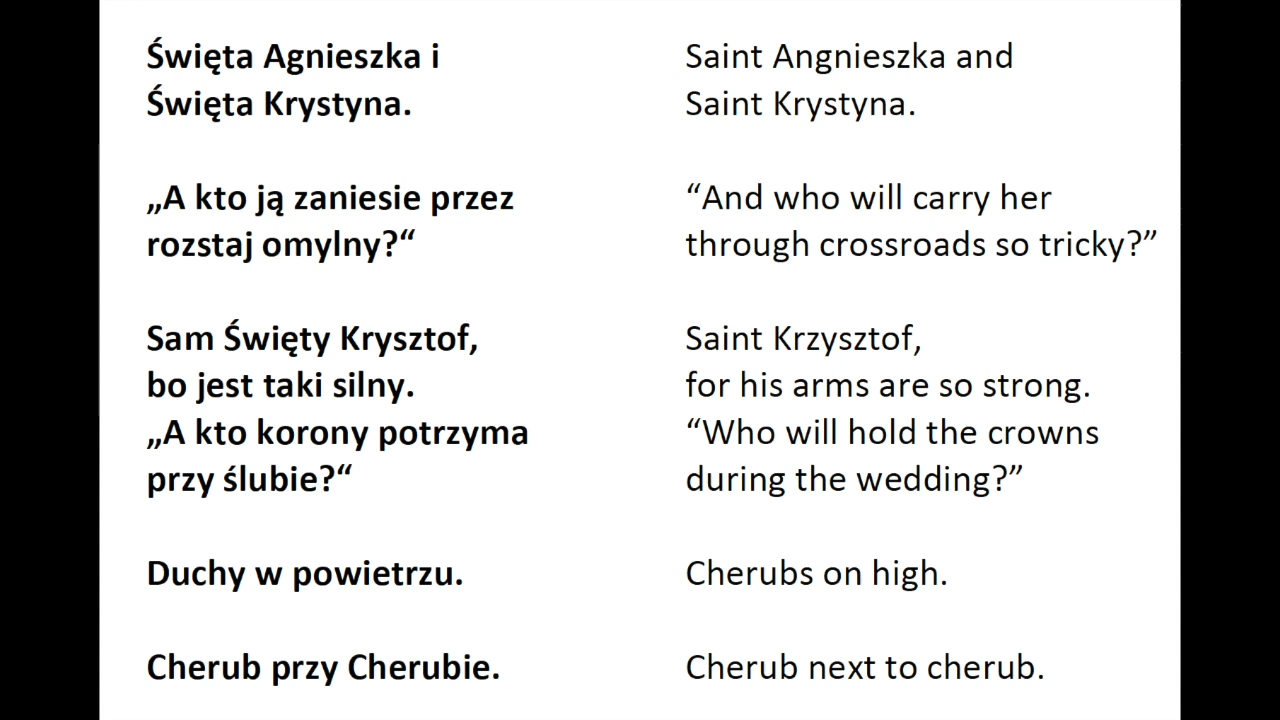 Święta Agnieszka i
Święta Krystyna.
„A kto ją zaniesie przez
rozstaj omylny?“
Sam Święty Krysztof,
bo jest taki silny.
„A kto korony potrzyma
przy ślubie?“
Duchy w powietrzu.
Cherub przy Cherubie.
Saint Angnieszka and
Saint Krystyna.
“And who will carry her
through crossroads so tricky?”
Saint Krzysztof,
for his arms are so strong.
“Who will hold the crowns
during the wedding?”
Cherubs on high.
Cherub next to cherub.